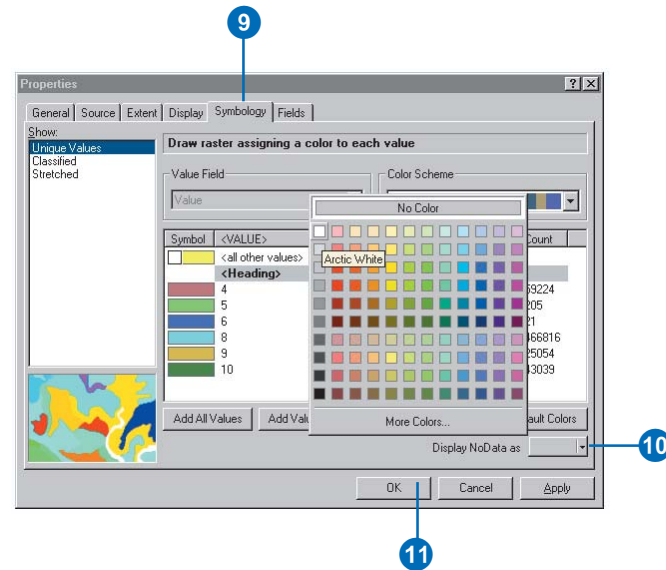 9
Properties
General Source Extent Display Symbology Fields
Show:
Unique Values
Classified
Stretched
Draw raster assigning a color to each value
Value Field
Value
Color Scheme
No Color
Arctic White
More Colors...
Symbol <VALUE> Count
<all other values>
<Heading>
4 59224
5 205
6 21
8 466816
9 25054
10 43039
Add All Values Add Val ault Colors
Display NoData as
10
OK Cancel Apply
11